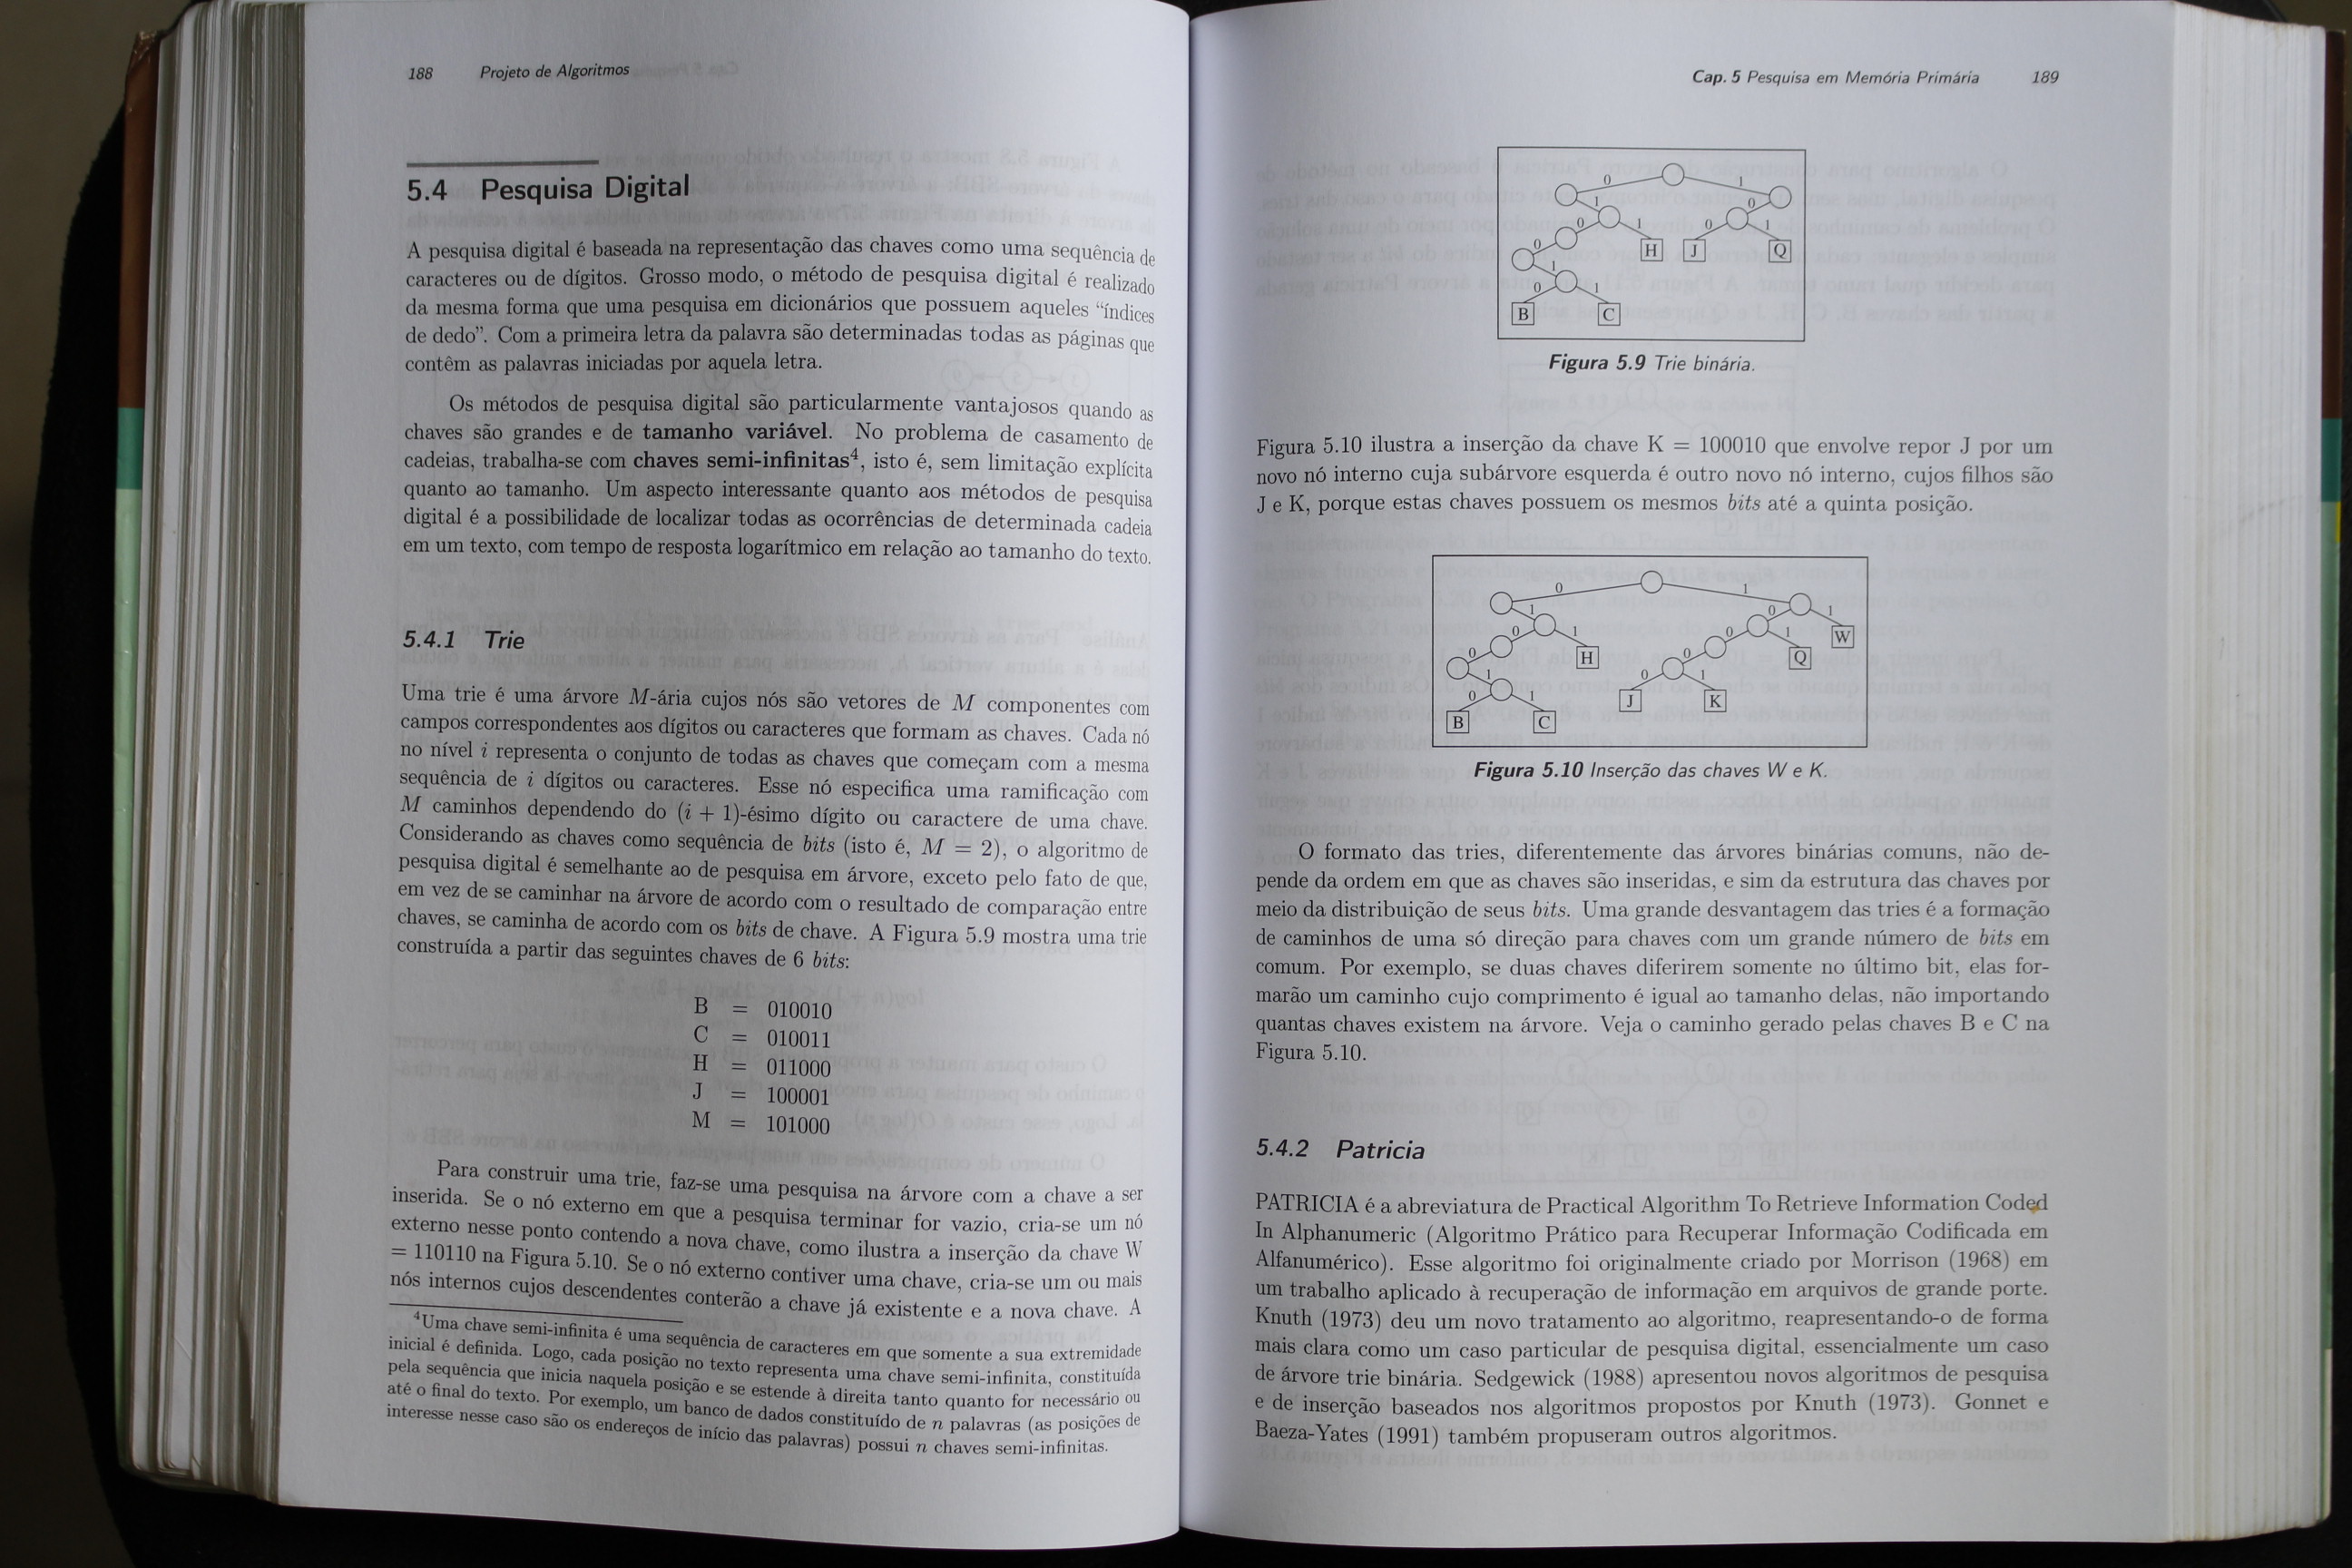 188 Projeto de Algoritmos
5.4 Pesquisa Digital
A pesquisa digital é baseada na representação das chaves como uma sequência de
caracteres ou de dígitos. Grosso modo, o método de pesquisa digital é realizado
da mesma forma que uma pesquisa em dicionários que possuem aqueles “índices
de dedo”. Com a primeira letra da palavra são determinadas todas as páginas que
contêm as palavras iniciadas por aquela letra.
Os métodos de pesquisa digital são particularmente vantajosos quando as
chaves são grandes e de tamanho variável. No problema de casamento de
cadeias, trabalha-se com chaves semi-infinitas⁴, isto é, sem limitação explícita
quanto ao tamanho. Um aspecto interessante quanto aos métodos de pesquisa
digital é a possibilidade de localizar todas as ocorrências de determinada cadeia
em um texto, com tempo de resposta logarítmico em relação ao tamanho do texto.
5.4.1 Trie
Uma trie é uma árvore M-ária cujos nós são vetores de M componentes com
campos correspondentes aos dígitos ou caracteres que formam as chaves. Cada nó
no nível i representa o conjunto de todas as chaves que começam com a mesma
sequência de i dígitos ou caracteres. Esse nó especifica uma ramificação com
M caminhos dependendo do (i + 1)-ésimo dígito ou caractere de uma chave.
Considerando as chaves como sequência de bits (isto é, M = 2), o algoritmo de
pesquisa digital é semelhante ao de pesquisa em árvore, exceto pelo fato de que,
em vez de se caminhar na árvore de acordo com o resultado de comparação entre
chaves, se caminha de acordo com os bits de chave. A Figura 5.9 mostra uma trie
construída a partir das seguintes chaves de 6 bits:
B = 010010
C = 010011
H = 011000
J = 100001
M = 101000
Para construir uma trie, faz-se uma pesquisa na árvore com a chave a ser
inserida. Se o nó externo em que a pesquisa terminar for vazio, cria-se um nó
externo nesse ponto contendo a nova chave, como ilustra a inserção da chave W
= 110110 na Figura 5.10. Se o nó externo contiver uma chave, cria-se um ou mais
nós internos cujos descendentes conterão a chave já existente e a nova chave. A
⁴Uma chave semi-infinita é uma sequência de caracteres em que somente a sua extremidade
inicial é definida. Logo, cada posição no texto representa uma chave semi-infinita, constituída
pela sequência que inicia naquela posição e se estende à direita tanto quanto for necessário ou
até o final do texto. Por exemplo, um banco de dados constituído de n palavras (as posições de
interesse nesse caso são os endereços de início das palavras) possui n chaves semi-infinitas.
Cap. 5 Pesquisa em Memória Primária 189
0 1
1 0
0 1 0 1
0 H J Q
1
0 1
B C
Figura 5.9 Trie binária.
Figura 5.10 ilustra a inserção da chave K = 100010 que envolve repor J por um
novo nó interno cuja subárvore esquerda é outro novo nó interno, cujos filhos são
J e K, porque estas chaves possuem os mesmos bits até a quinta posição.
0 1
1 0 1
0 1 0 1 W
0 H 0 Q
1 0 1
0 1 J K
B C
Figura 5.10 Inserção das chaves W e K.
O formato das tries, diferentemente das árvores binárias comuns, não de-
pende da ordem em que as chaves são inseridas, e sim da estrutura das chaves por
meio da distribuição de seus bits. Uma grande desvantagem das tries é a formação
de caminhos de uma só direção para chaves com um grande número de bits em
comum. Por exemplo, se duas chaves diferirem somente no último bit, elas for-
marão um caminho cujo comprimento é igual ao tamanho delas, não importando
quantas chaves existem na árvore. Veja o caminho gerado pelas chaves B e C na
Figura 5.10.
5.4.2 Patricia
PATRICIA é a abreviatura de Practical Algorithm To Retrieve Information Coded
In Alphanumeric (Algoritmo Prático para Recuperar Informação Codificada em
Alfanumérico). Esse algoritmo foi originalmente criado por Morrison (1968) em
um trabalho aplicado à recuperação de informação em arquivos de grande porte.
Knuth (1973) deu um novo tratamento ao algoritmo, reapresentando-o de forma
mais clara como um caso particular de pesquisa digital, essencialmente um caso
de árvore trie binária. Sedgewick (1988) apresentou novos algoritmos de pesquisa
e de inserção baseados nos algoritmos propostos por Knuth (1973). Gonnet e
Baeza-Yates (1991) também propuseram outros algoritmos.